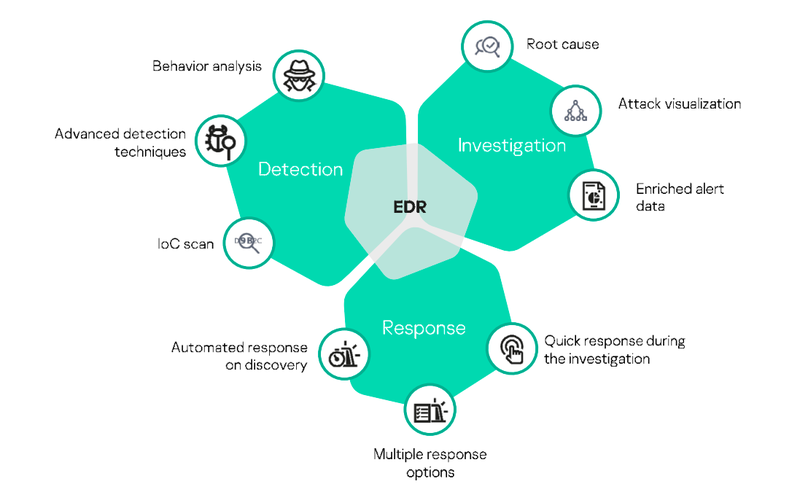 Root cause
Behavior analysis
Attack visualization
Advanced detection
techniques
Investigation
Detection
Enriched alert
data
EDR
IoC scan
Response
Automated response
on discovery
Quick response during
the investigation
Multiple response
options